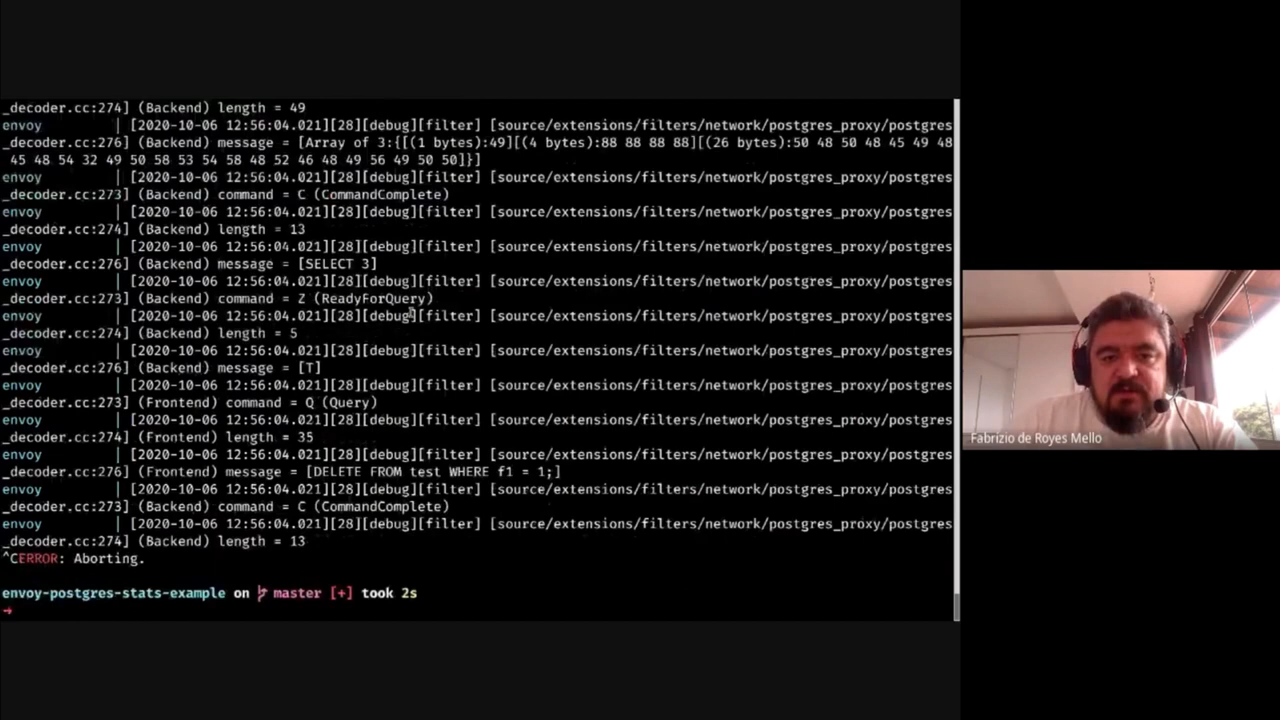 _decoder.cc:274] (Backend) length = 49
envoy | [2020-10-06 12:56:04.021][28][debug][filter] [source/extensions/filters/network/postgres_proxy/postgres
_decoder.cc:276] (Backend) message = [Array of 3:{[(1 bytes):49][(4 bytes):88 88 88 88][(26 bytes):50 48 50 48 45 49 48
45 48 54 32 49 50 58 53 54 58 48 52 46 48 49 56 49 50 50]}]
envoy | [2020-10-06 12:56:04.021][28][debug][filter] [source/extensions/filters/network/postgres_proxy/postgres
_decoder.cc:273] (Backend) command = C (CommandComplete)
envoy | [2020-10-06 12:56:04.021][28][debug][filter] [source/extensions/filters/network/postgres_proxy/postgres
_decoder.cc:274] (Backend) length = 13
envoy | [2020-10-06 12:56:04.021][28][debug][filter] [source/extensions/filters/network/postgres_proxy/postgres
_decoder.cc:276] (Backend) message = [SELECT 3]
envoy | [2020-10-06 12:56:04.021][28][debug][filter] [source/extensions/filters/network/postgres_proxy/postgres
_decoder.cc:273] (Backend) command = Z (ReadyForQuery)
envoy | [2020-10-06 12:56:04.021][28][debug][filter] [source/extensions/filters/network/postgres_proxy/postgres
_decoder.cc:274] (Backend) length = 5
envoy | [2020-10-06 12:56:04.021][28][debug][filter] [source/extensions/filters/network/postgres_proxy/postgres
_decoder.cc:276] (Backend) message = [T]
envoy | [2020-10-06 12:56:04.021][28][debug][filter] [source/extensions/filters/network/postgres_proxy/postgres
_decoder.cc:273] (Frontend) command = Q (Query)
envoy | [2020-10-06 12:56:04.021][28][debug][filter] [source/extensions/filters/network/postgres_proxy/postgres
_decoder.cc:274] (Frontend) length = 35
envoy | [2020-10-06 12:56:04.021][28][debug][filter] [source/extensions/filters/network/postgres_proxy/postgres
_decoder.cc:276] (Frontend) message = [DELETE FROM test WHERE f1 = 1;]
envoy | [2020-10-06 12:56:04.021][28][debug][filter] [source/extensions/filters/network/postgres_proxy/postgres
_decoder.cc:273] (Backend) command = C (CommandComplete)
envoy | [2020-10-06 12:56:04.021][28][debug][filter] [source/extensions/filters/network/postgres_proxy/postgres
_decoder.cc:274] (Backend) length = 13
^CERROR: Aborting.
envoy-postgres-stats-example on master [+] took 2s
→
Fabrízio de Royes Mello